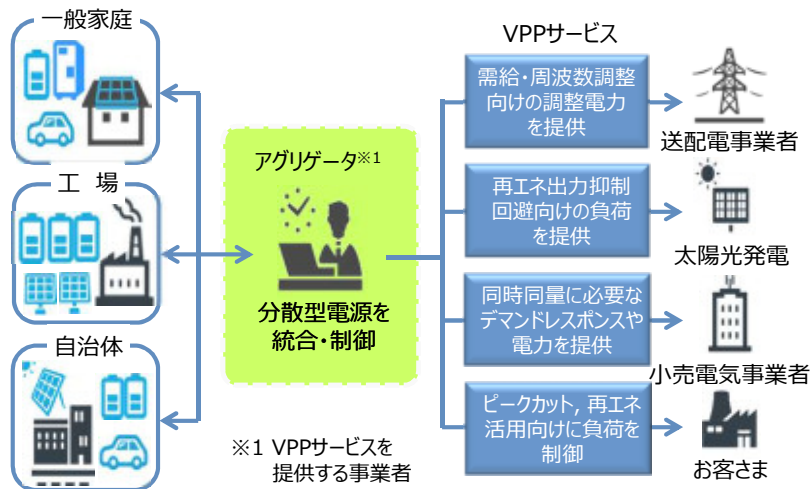 一般家庭
工 場
自治体
アグリゲータ※1
分散型電源を
統合・制御
※1 VPPサービスを
提供する事業者
VPPサービス
需給・周波数調整
向けの調整電力
を提供
送配電事業者
再エネ出力抑制
回避向けの負荷
を提供
太陽光発電
同時同量に必要な
デマンドレスポンスや
電力を提供
小売電気事業者
ピークカット, 再エネ
活用向けに負荷を
制御
お客さま